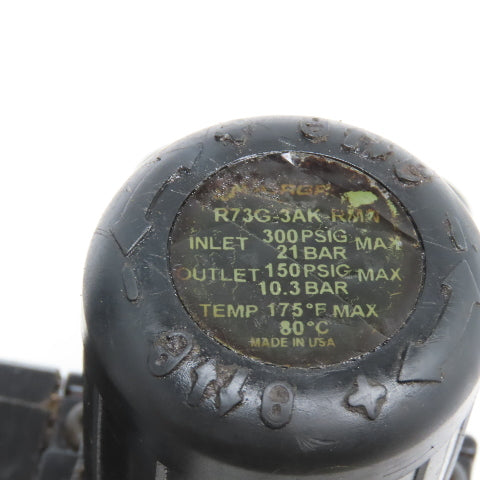 R73G-3AK-RMN
INLET 300 PSIG MAX
21 BAR
OUTLET 150 PSIG MAX
10.3 BAR
TEMP 175°F MAX
80°C
MADE IN USA